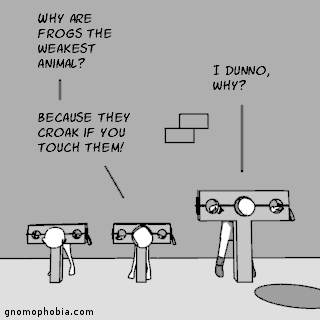 WHY ARE
FROGS THE
WEAKEST
ANIMAL?
I DUNNO,
WHY?
BECAUSE THEY
CROAK IF YOU
TOUCH THEM!
gnomophobia.com